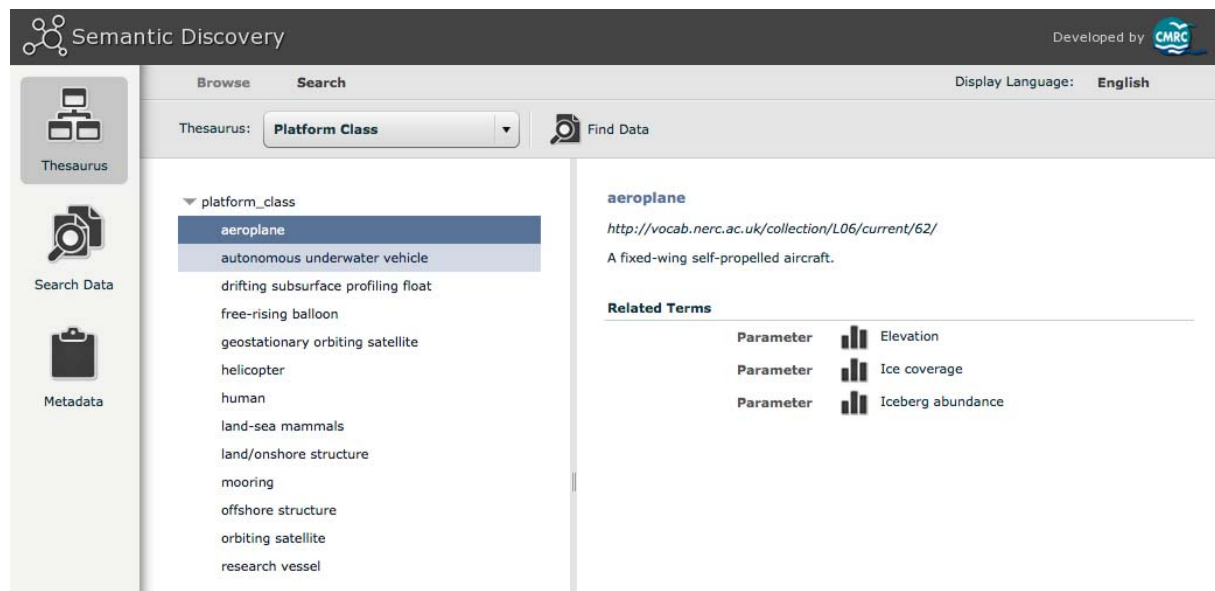 Semantic Discovery
Developed by CMRC
Browse Search Display Language: English
Thesaurus: Platform Class Find Data
Thesaurus
Search Data
Metadata
platform_class
aeroplane
autonomous underwater vehicle
drifting subsurface profiling float
free-rising balloon
geostationary orbiting satellite
helicopter
human
land-sea mammals
land/onshore structure
mooring
offshore structure
orbiting satellite
research vessel
aeroplane
http://vocab.nerc.ac.uk/collection/L06/current/62/
A fixed-wing self-propelled aircraft.
Related Terms
Parameter Elevation
Parameter Ice coverage
Parameter Iceberg abundance